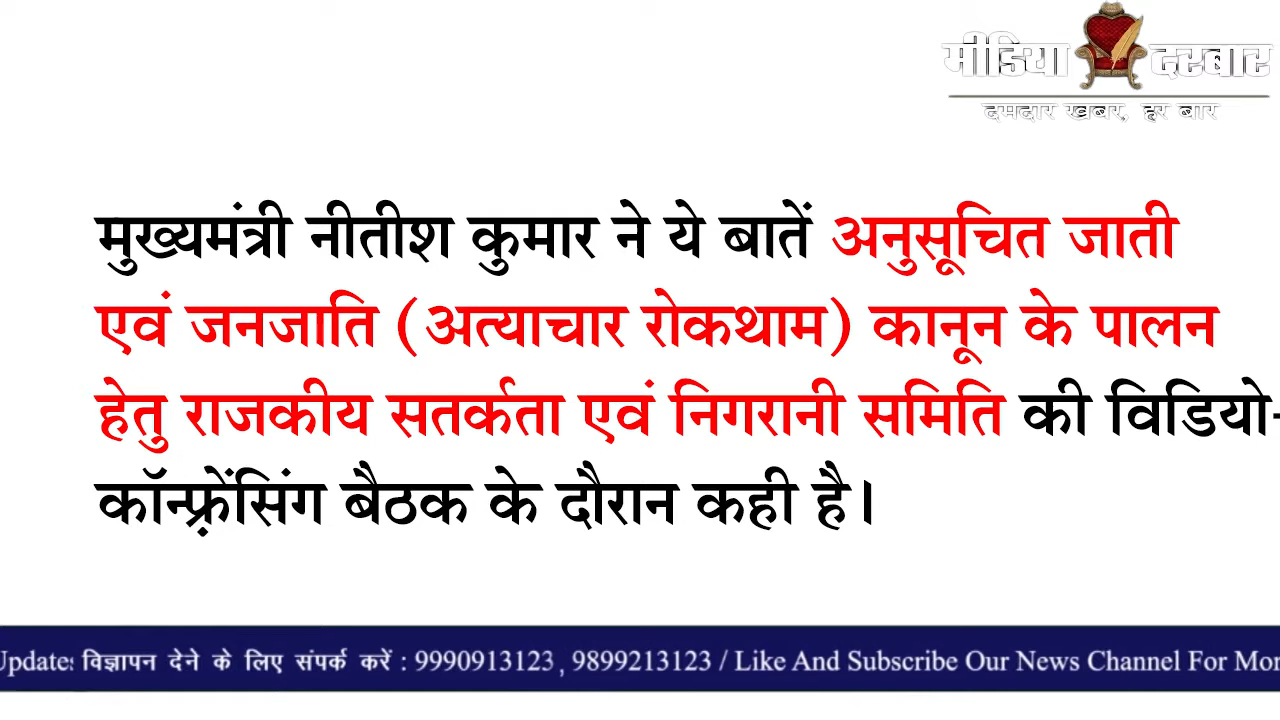 मीडिया दरबार
दमदार खबर, हर बार
मुख्यमंत्री नीतीश कुमार ने ये बातें अनुसूचित जाती
एवं जनजाति (अत्याचार रोकथाम) कानून के पालन
हेतु राजकीय सतर्कता एवं निगरानी समिति की विडियो-
कॉन्फ़्रेंसिंग बैठक के दौरान कही है।
Updates विज्ञापन देने के लिए संपर्क करें : 9990913123, 9899213123 / Like And Subscribe Our News Channel For Mor